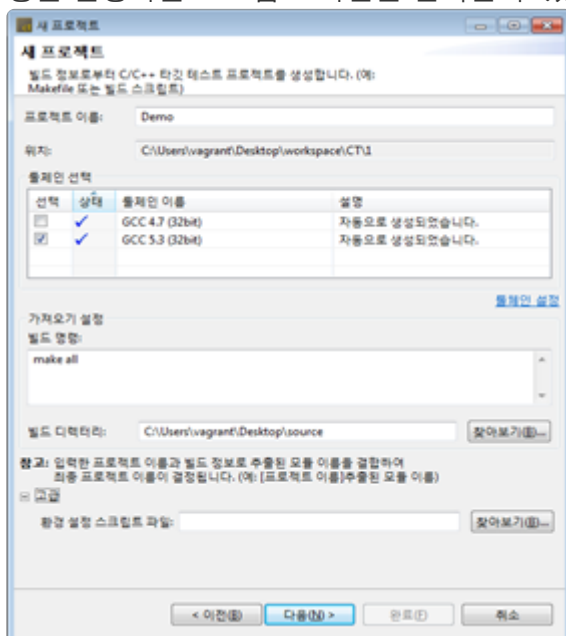 새 프로젝트
새 프로젝트
빌드 정보로부터 C/C++ 타깃 테스트 프로젝트를 생성합니다. (예:
Makefile 또는 빌드 스크립트)
프로젝트 이름: Demo
위치: C:\Users\vagrant\Desktop\workspace\CT\1
툴체인 선택
선택 상태 툴체인 이름 설명
GCC 4.7 (32bit) 자동으로 생성되었습니다.
GCC 5.3 (32bit) 자동으로 생성되었습니다.
툴체인 설정
가져오기 설정
빌드 명령:
make all
빌드 디렉터리: C:\Users\vagrant\Desktop\source 찾아보기(B)...
참고: 입력한 프로젝트 이름과 빌드 정보로 추출된 모듈 이름을 결합하여
최종 프로젝트 이름이 결정됩니다. (예: [프로젝트 이름]추출된 모듈 이름)
고급
환경 설정 스크립트 파일: 찾아보기(B)...
< 이전(B) 다음(N) > 완료(F) 취소